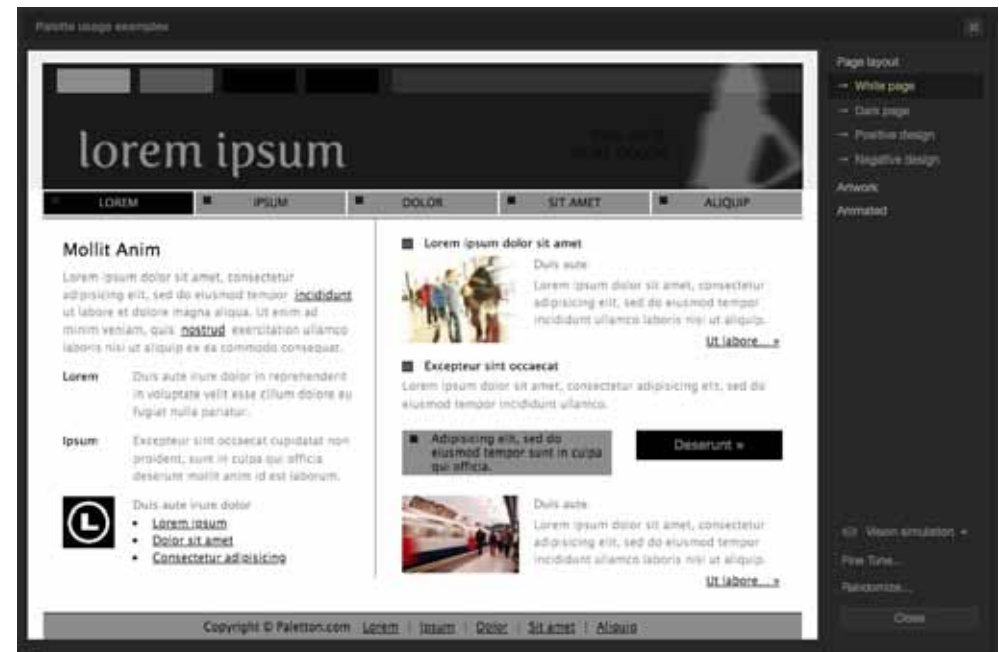 Palette usage examples
lorem ipsum
LOREM IPSUM DOLOR SIT AMET ALIQUIP
Mollit Anim
Lorem ipsum dolor sit amet, consectetur
adipisicing elit, sed do eiusmod tempor incididunt
ut labore et dolore magna aliqua. Ut enim ad
minim veniam, quis nostrud exercitation ullamco
laboris nisi ut aliquip ex ea commodo consequat.
Lorem
Duis aute irure dolor in reprehenderit
in voluptate velit esse cillum dolore eu
fugiat nulla pariatur.
Ipsum
Excepteur sint occaecat cupidatat non
proident, sunt in culpa qui officia
deserunt mollit anim id est laborum.
L
Duis aute irure dolor
• Lorem ipsum
• Dolor sit amet
• Consectetur adipisicing
Lorem ipsum dolor sit amet
Duis aute
Lorem ipsum dolor sit amet, consectetur
adipisicing elit, sed do eiusmod tempor
incididunt ullamco laboris nisi ut aliquip.
Ut labore... »
Excepteur sint occaecat
Lorem ipsum dolor sit amet, consectetur adipisicing elit, sed do
eiusmod tempor incididunt ullamco.
Adipisicing elit, sed do
eiusmod tempor sunt in culpa
qui officia.
Deserunt »
Duis aute
Lorem ipsum dolor sit amet, consectetur
adipisicing elit, sed do eiusmod tempor
incididunt ullamco laboris nisi ut aliquip.
Ut labore... »
Copyright © Paletton.com Lorem | Ipsum | Dolor | Sit amet | Aliquip
Page layout
→ White page
→ Dark page
→ Positive design
→ Negative design
Artwork
Animated
Vision simulation
Fine Tune...
Randomize...
Close